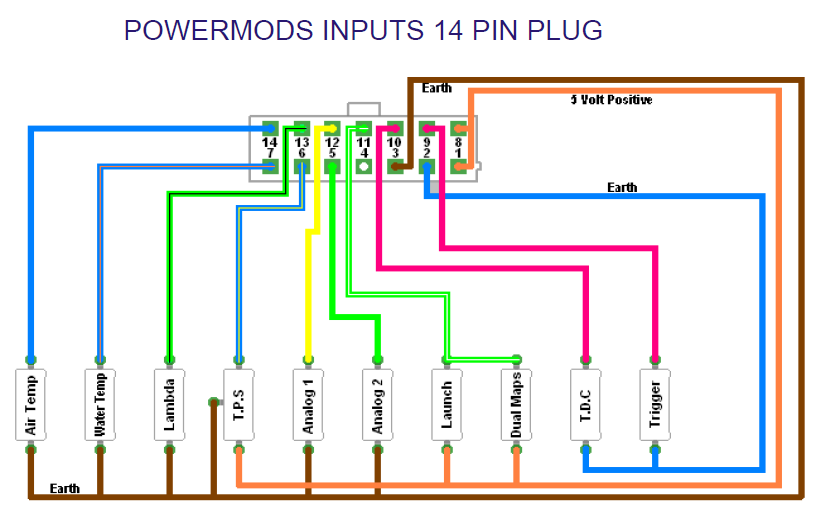 POWERMODS INPUTS 14 PIN PLUG
Earth
5 Volt Positive
14 13 12 11 10 9 8
7 6 5 4 3 2 1
Earth
Air Temp
Water Temp
Lambda
T.P.S
Analog 1
Analog 2
Launch
Dual Maps
T.D.C
Trigger
Earth